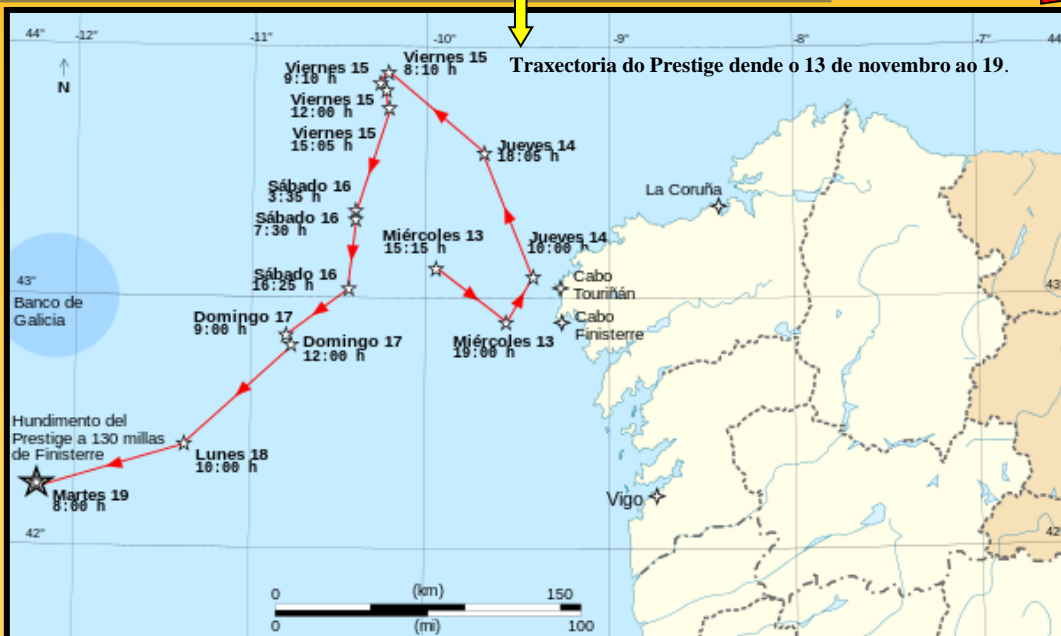 Traxectoria do Prestige dende o 13 de novembro ao 19.
44°
-12°
-11°
-10°
-9°
-8°
-7°
44
N
Viernes 15
8:10 h
Viernes 15
9:10 h
Viernes 15
12:00 h
Viernes 15
15:05 h
Jueves 14
18:05 h
Sábado 16
3:35 h
Sábado 16
7:30 h
La Coruña
Miércoles 13
15:15 h
Jueves 14
10:00 h
Sábado 16
16:25 h
Cabo
Touriñán
43°
43°
Banco de
Galicia
Domingo 17
9:00 h
Domingo 17
12:00 h
Miércoles 13
19:00 h
Cabo
Finisterre
Hundimento del
Prestige a 130 millas
de Finisterre
Lunes 18
10:00 h
Martes 19
8:00 h
Vigo
42°
42°
0
(km)
150
0
(mi)
100